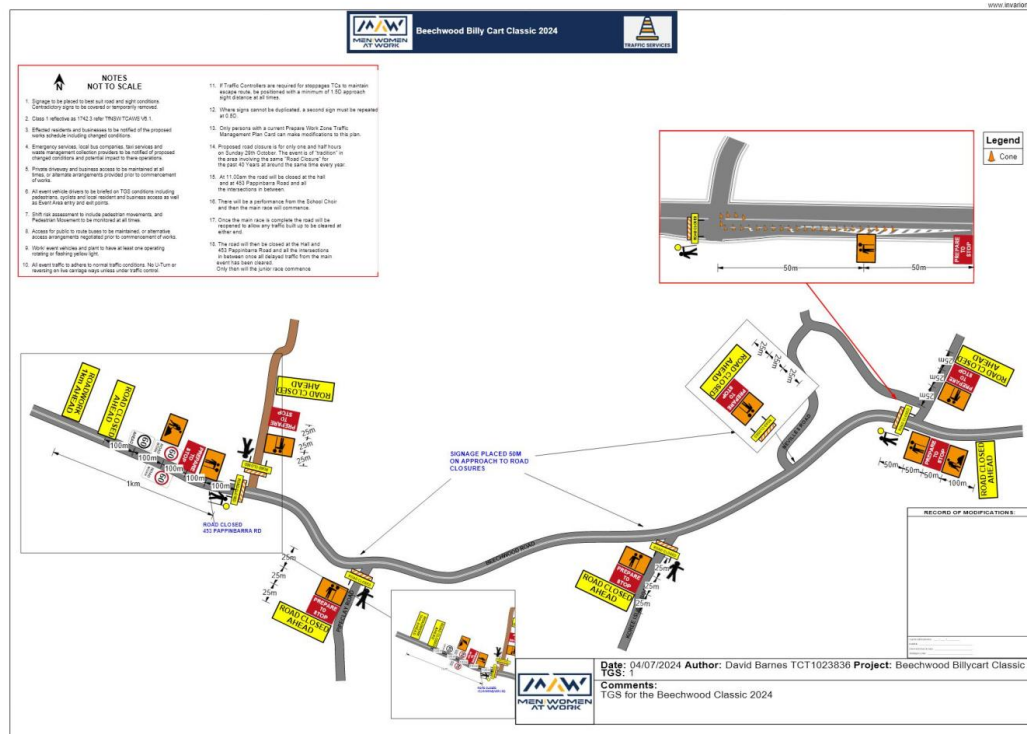 www.invarion
MAW
MEN WOMEN
AT WORK
Beechwood Billy Cart Classic 2024
TRAFFIC SERVICES
N
NOTES
NOT TO SCALE
1. Signage to be placed to best suit road and sight conditions
Contradictory signs to be covered or temporarily removed.
2. Class 1 reflective as 1742.3 refer TfNSW TCAWS V6.1.
3. Effected residents and businesses to be notified of the proposed
works schedule including changed conditions.
4. Emergency services, local bus companies, taxi services and
waste management collection providers to be notified of proposed
changed conditions and potential impact to there operations.
5. Private driveway and business access to be maintained at all
times, or alternate arrangements provided prior to commencement
of works.
6. All event vehicle drivers to be briefed on TGS conditions including
pedestrians, cyclists and local resident and business access as well
as Event Area entry and exit points.
7. Shift risk assessment to include pedestrian movements, and
Pedestrian Movement to be monitored at all times.
8. Access for public to route buses to be maintained, or alternative
access arrangements negotiated prior to commencement of works.
9. Work/ event vehicles and plant to have at least one operating
rotating or flashing yellow light.
10. All event traffic to adhere to normal traffic conditions. No U-Turn or
reversing on live carriage ways unless under traffic control.
11. If Traffic Controllers are required for stoppages TCs to maintain
escape route, be positioned with a minimum of 1.5D approach
sight distance at all times.
12. Where signs cannot be duplicated, a second sign must be repeated
at 0.5D.
13. Only persons with a current Prepare Work Zone Traffic
Management Plan Card can make modifications to this plan.
14. Proposed road closure is for only one and half hours
on Sunday 29th October. The event is of "tradition" in
the area involving the same "Road Closure" for
the past 40 Years at around the same time every year.
15. At 11.00am the road will be closed at the hall
and at 453 Pappinbarra Road and all
the intersections in between.
16. There will be a performance from the School Choir
and then the main race will commence.
17. Once the main race is complete the road will be
reopened to allow any traffic built up to be cleared at
either end.
18. The road will then be closed at the Hall and
453 Pappinbarra Road and all the intersections
in between once all delayed traffic from the main
event has been cleared.
Only then will the junior race commence
Legend
Cone
PREPARE
TO
STOP
50m
50m
ROADWORK
1km AHEAD
ROAD CLOSED
AHEAD
60
60
100m
100m
100m
100m
1km
PREPARE
TO
STOP
ROAD CLOSED
AHEAD
PREPARE
TO
STOP
25m
25m
25m
ROAD CLOSED
453 PAPPINBARRA RD
SIGNAGE PLACED 50M
ON APPROACH TO ROAD
CLOSURES
ROAD CLOSED
AHEAD
PREPARE
TO
STOP
25m
25m
25m
BEECHWOOD ROAD
25m
25m
25m
PREPARE
TO
STOP
ROAD CLOSED
AHEAD
PIPECLAY ROAD
25m
25m
25m
PREPARE
TO
STOP
ROAD CLOSED
AHEAD
ROAD CLOSED
AHEAD
PREPARE
TO
STOP
25m
25m
25m
50m
50m
50m
100m
PREPARE
TO
STOP
ROAD CLOSED
AHEAD
RECORD OF MODIFICATIONS:
MAW
MEN WOMEN
AT WORK
Date: 04/07/2024 Author: David Barnes TCT1023836 Project: Beechwood Billycart Classic
TGS: 1
Comments:
TGS for the Beechwood Classic 2024